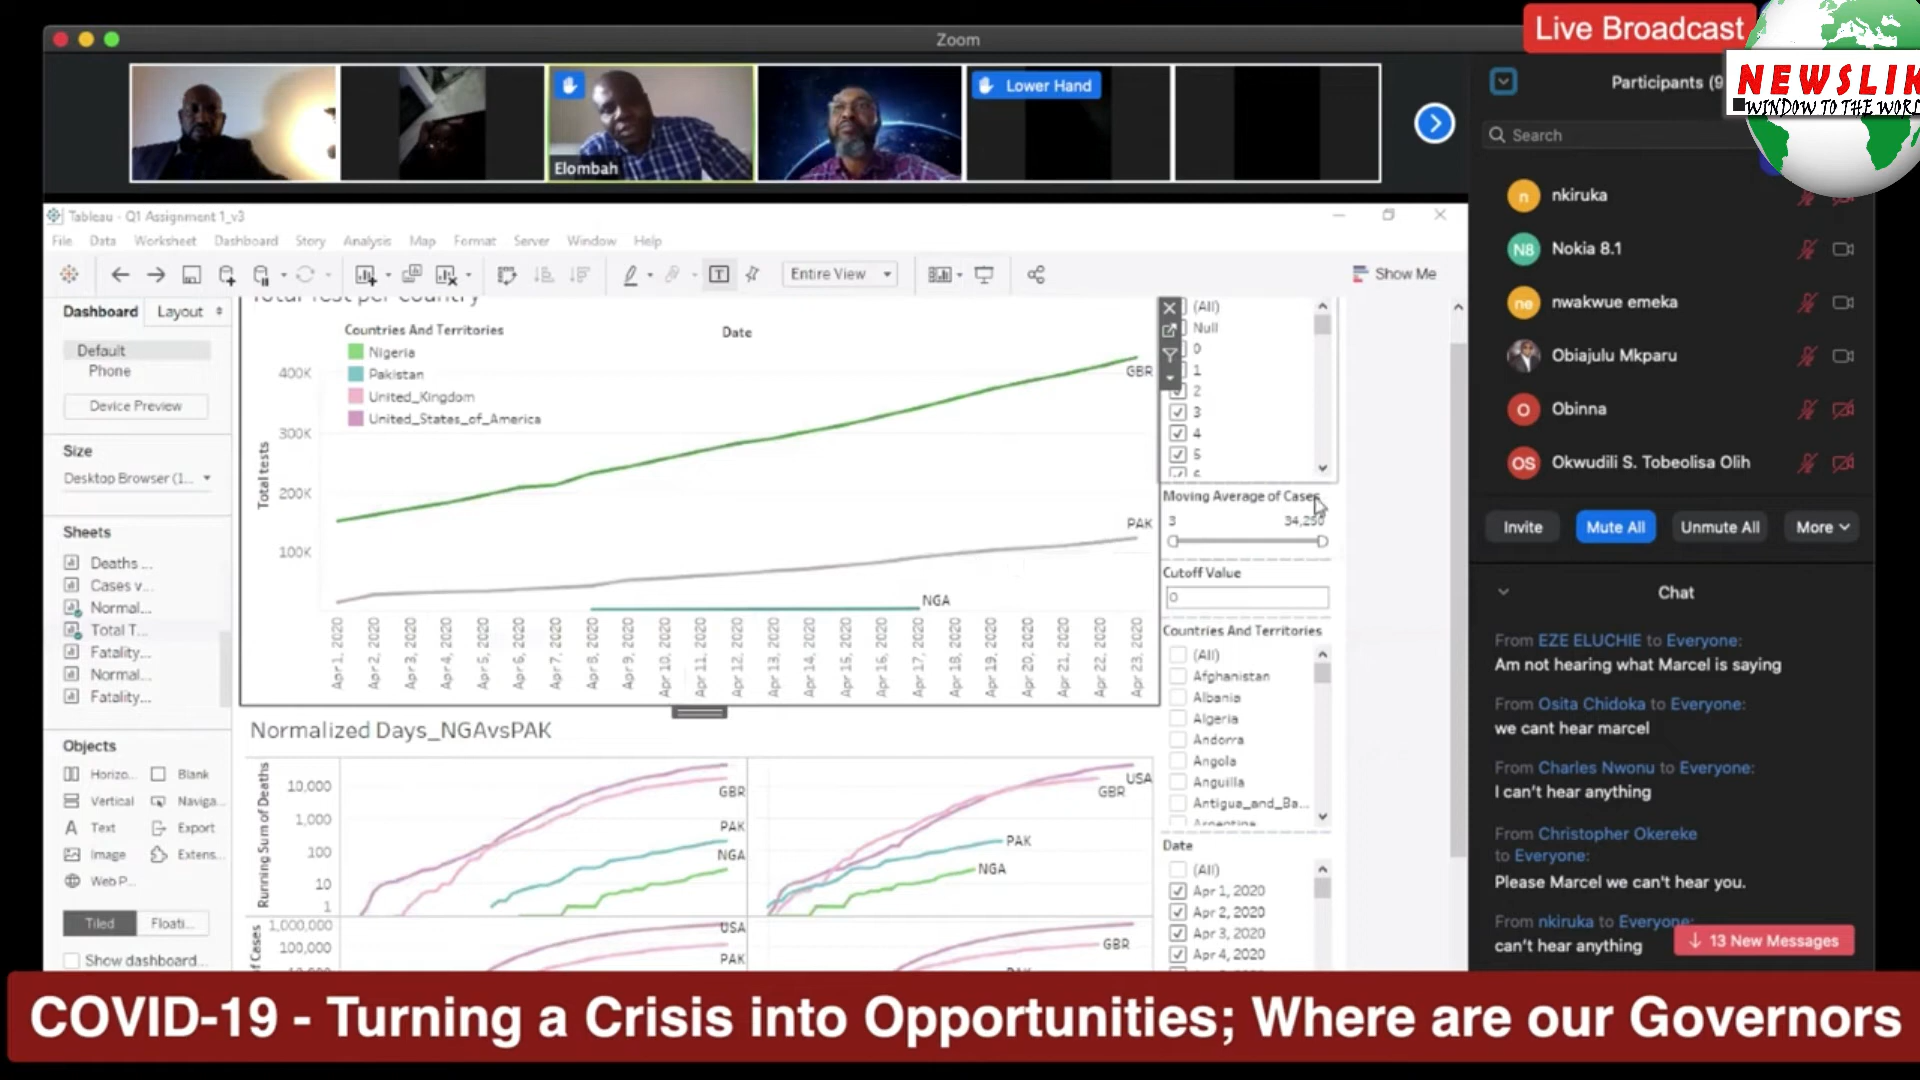 Live Broadcast
NEWSLIK
WINDOW TO THE WORL
Zoom
Elombah
Lower Hand
Participants (9
Search
nkiruka
Nokia 8.1
nwakwue emeka
Obiajulu Mkparu
Obinna
Okwudili S. Tobeolisa Olih
Invite Mute All Unmute All More
Chat
From EZE ELUCHIE to Everyone:
Am not hearing what Marcel is saying
From Osita Chidoka to Everyone:
we cant hear marcel
From Charles Nwonu to Everyone:
I can't hear anything
From Christopher Okereke
to Everyone:
Please Marcel we can't hear you.
From nkiruka to Everyone:
can't hear anything
13 New Messages
Tableau - Q1 Assignment 1_v3
File Data Worksheet Dashboard Story Analysis Map Format Server Window Help
Entire View
Show Me
Dashboard Layout
Default
Phone
Device Preview
Size
Desktop Browser (1...
Sheets
Deaths ...
Cases v...
Normal...
Total T...
Fatality...
Normal...
Fatality...
Objects
Horizo... Blank
Vertical Naviga...
Text Export
Image Extens...
Web P...
Tiled Floati...
Show dashboard...
Total Test per Country
Countries And Territories
Nigeria
Pakistan
United_Kingdom
United_States_of_America
Date
Total tests
400K
300K
200K
100K
GBR
PAK
NGA
Apr 1, 2020
Apr 2, 2020
Apr 3, 2020
Apr 4, 2020
Apr 5, 2020
Apr 6, 2020
Apr 7, 2020
Apr 8, 2020
Apr 9, 2020
Apr 10, 2020
Apr 11, 2020
Apr 12, 2020
Apr 13, 2020
Apr 14, 2020
Apr 15, 2020
Apr 16, 2020
Apr 17, 2020
Apr 18, 2020
Apr 19, 2020
Apr 20, 2020
Apr 21, 2020
Apr 22, 2020
Apr 23, 2020
Normalized Days_NGAvsPAK
Running Sum of Deaths
10,000
1,000
100
10
1
GBR
PAK
NGA
USA
GBR
PAK
NGA
of Cases
1,000,000
100,000
USA
PAK
GBR
(All)
Null
0
1
2
3
4
5
Moving Average of Cases
3 34,250
Cutoff Value
0
Countries And Territories
(All)
Afghanistan
Albania
Algeria
Andorra
Angola
Anguilla
Antigua_and_Ba...
Argentina
Date
(All)
Apr 1, 2020
Apr 2, 2020
Apr 3, 2020
Apr 4, 2020
COVID-19 - Turning a Crisis into Opportunities; Where are our Governors